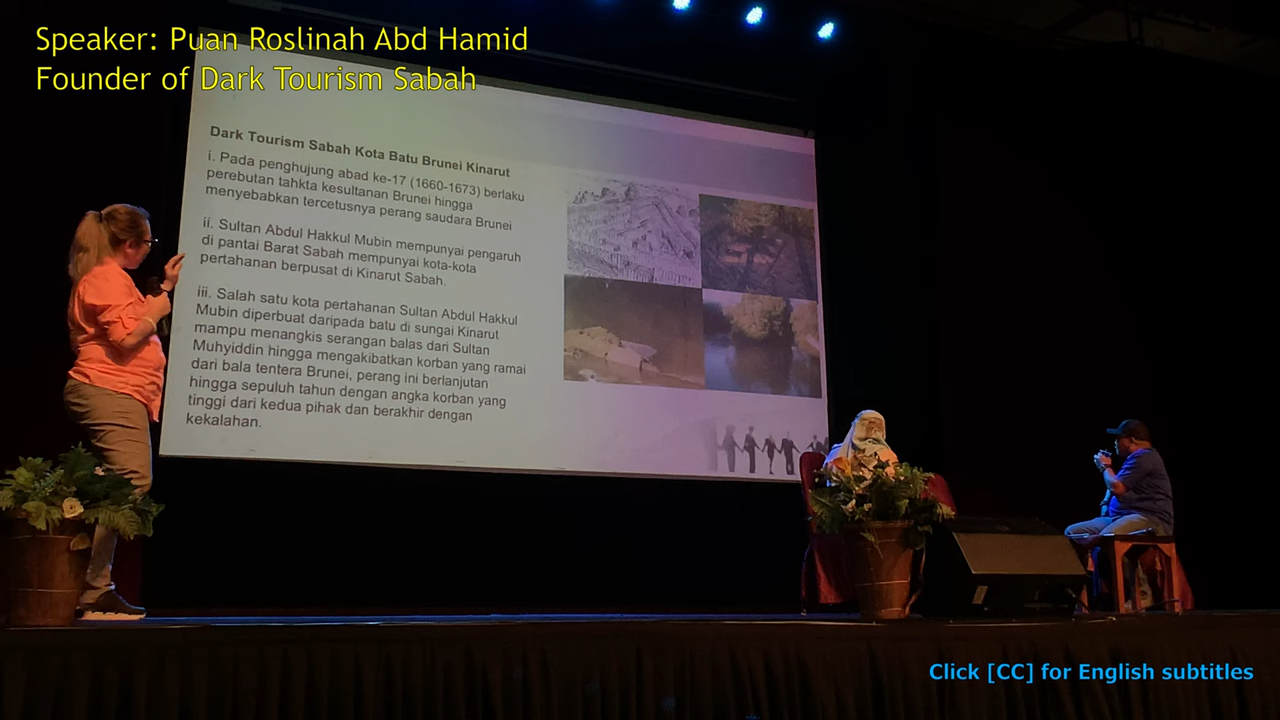 Speaker: Puan Roslinah Abd Hamid
Founder of Dark Tourism Sabah
Dark Tourism Sabah Kota Batu Brunei Kinarut
i. Pada penghujung abad ke-17 (1660-1673) berlaku
perebutan tahkta kesultanan Brunei hingga
menyebabkan tercetusnya perang saudara Brunei
ii. Sultan Abdul Hakkul Mubin mempunyai pengaruh
di pantai Barat Sabah mempunyai kota-kota
pertahanan berpusat di Kinarut Sabah.
iii. Salah satu kota pertahanan Sultan Abdul Hakkul
Mubin diperbuat daripada batu di sungai Kinarut
mampu menangkis serangan balas dari Sultan
Muhyiddin hingga mengakibatkan korban yang ramai
dari bala tentera Brunei, perang ini berlanjutan
hingga sepuluh tahun dengan angka korban yang
tinggi dari kedua pihak dan berakhir dengan
kekalahan.
Click [CC] for English subtitles